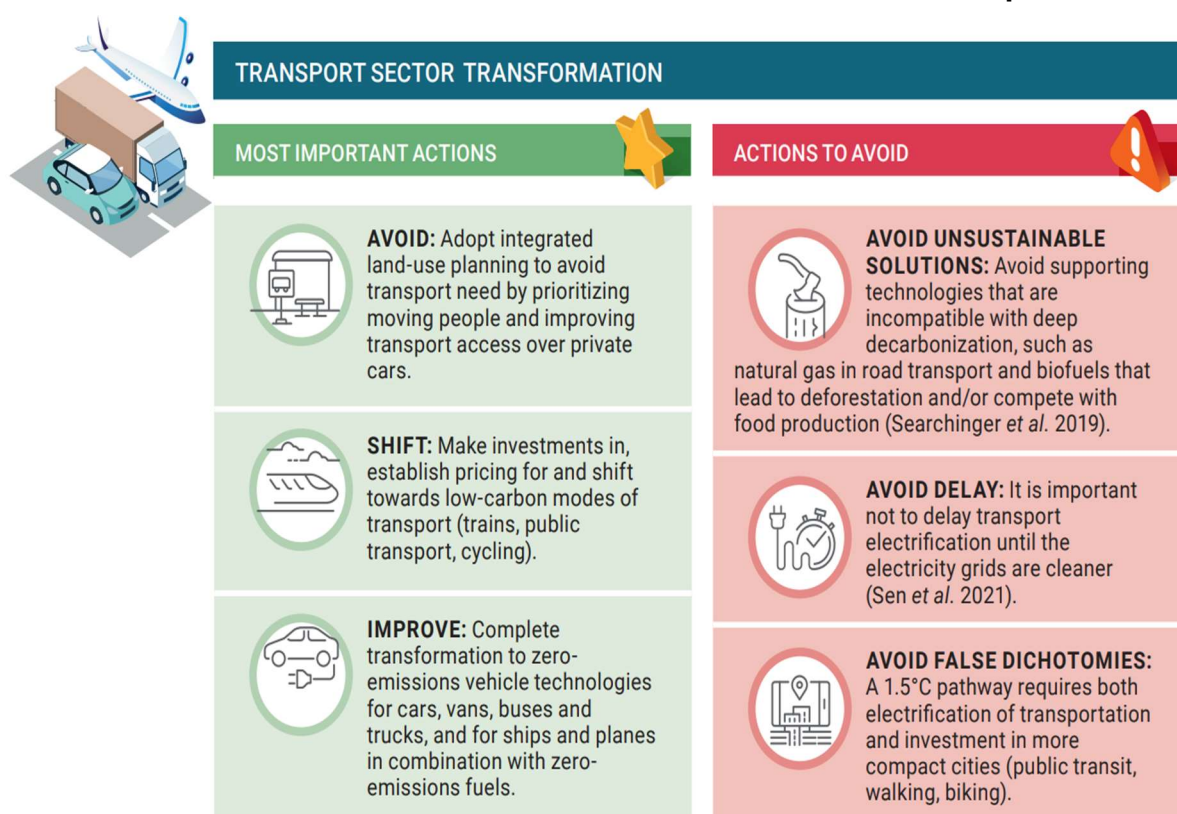 TRANSPORT SECTOR TRANSFORMATION
MOST IMPORTANT ACTIONS
AVOID: Adopt integrated
land-use planning to avoid
transport need by prioritizing
moving people and improving
transport access over private
cars.
SHIFT: Make investments in,
establish pricing for and shift
towards low-carbon modes of
transport (trains, public
transport, cycling).
IMPROVE: Complete
transformation to zero-
emissions vehicle technologies
for cars, vans, buses and
trucks, and for ships and planes
in combination with zero-
emissions fuels.
ACTIONS TO AVOID
AVOID UNSUSTAINABLE
SOLUTIONS: Avoid supporting
technologies that are
incompatible with deep
decarbonization, such as
natural gas in road transport and biofuels that
lead to deforestation and/or compete with
food production (Searchinger et al. 2019).
AVOID DELAY: It is important
not to delay transport
electrification until the
electricity grids are cleaner
(Sen et al. 2021).
AVOID FALSE DICHOTOMIES:
A 1.5°C pathway requires both
electrification of transportation
and investment in more
compact cities (public transit,
walking, biking).